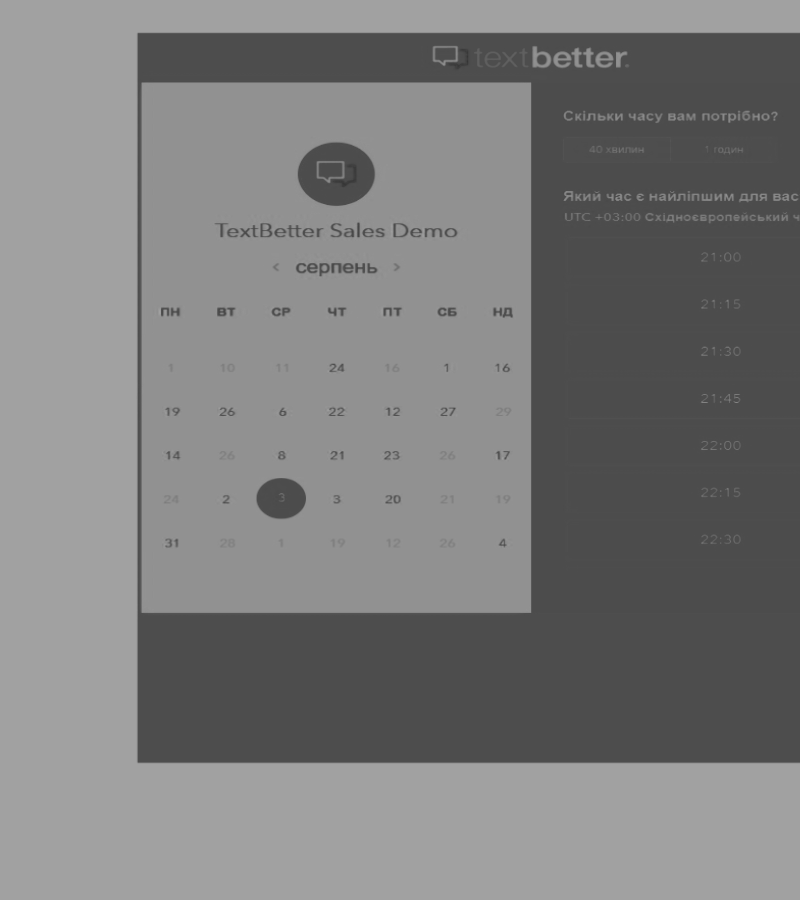 textbetter.
TextBetter Sales Demo
< серпень >
ПН ВТ СР ЧТ ПТ СБ НД
1 10 11 24 16 1 16
19 26 6 22 12 27 29
14 26 8 21 23 26 17
24 2 3 3 20 21 19
31 28 1 19 12 26 4
Скільки часу вам потрібно?
40 хвилин 1 годин
Який час є найліпшим для вас
UTC +03:00 Східноєвропейський ч
21:00
21:15
21:30
21:45
22:00
22:15
22:30